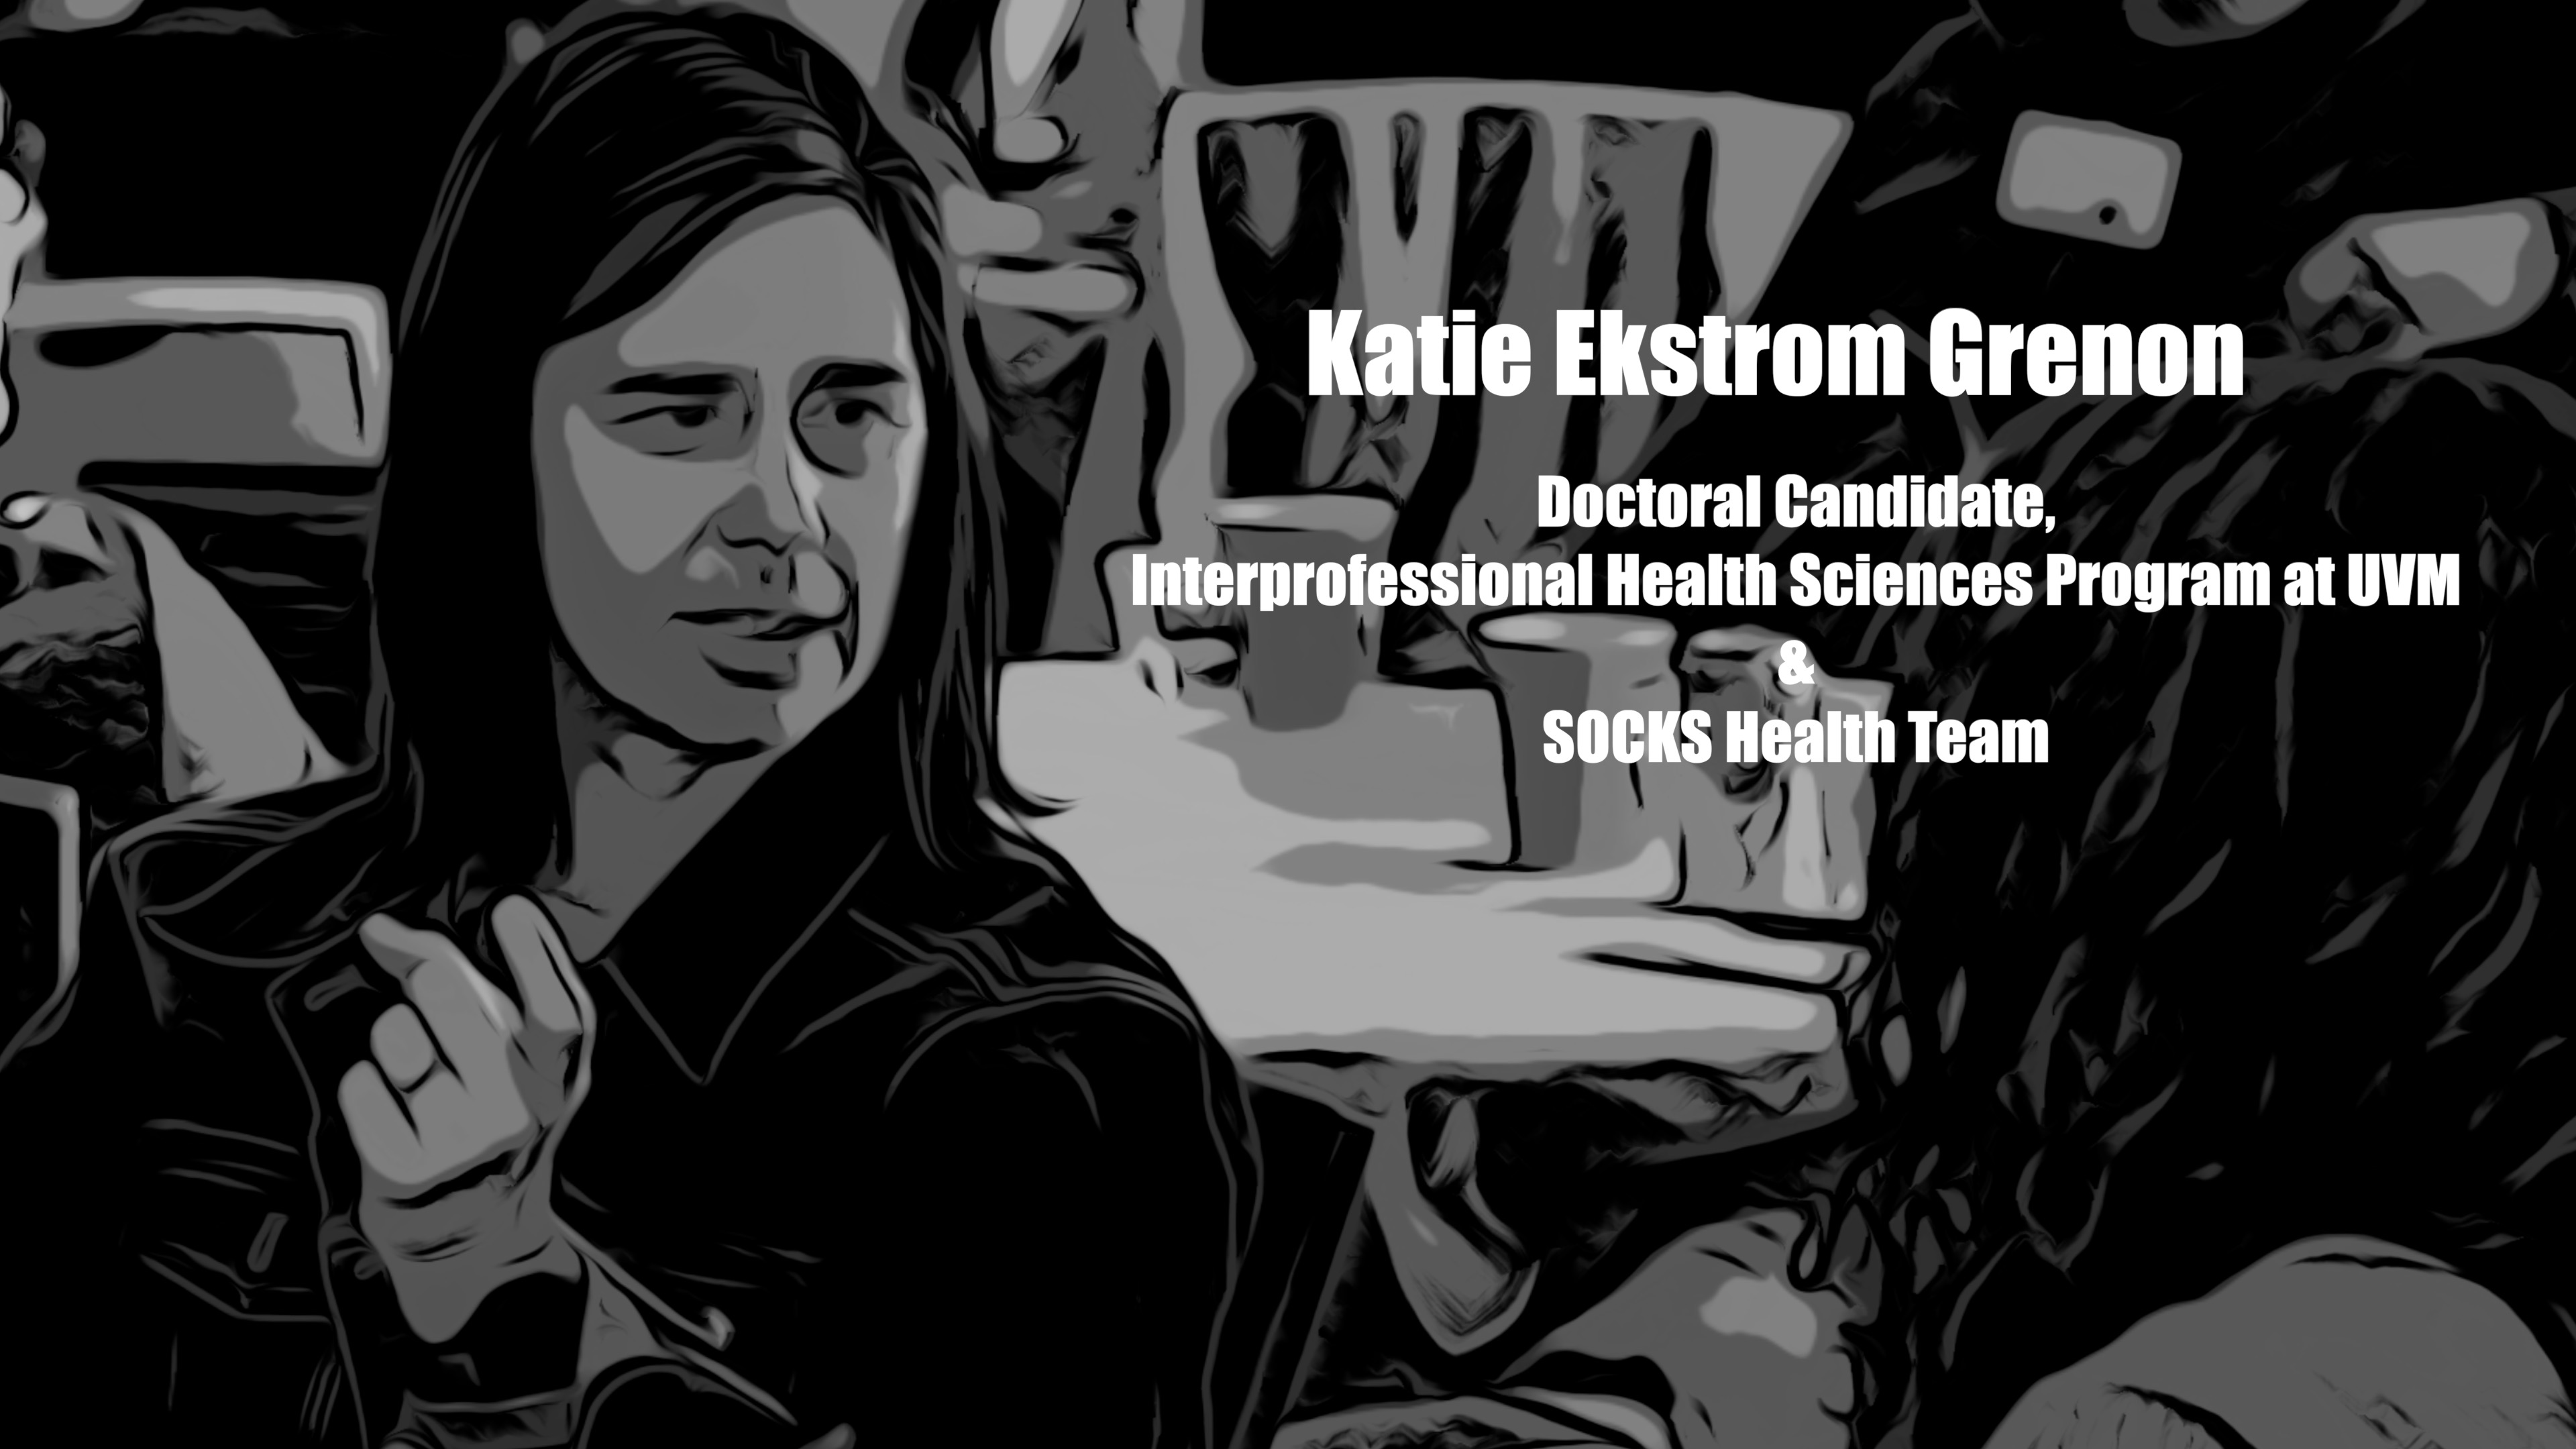 Katie Ekstrom Grenon
Doctoral Candidate,
Interprofessional Health Sciences Program at UVM
&
SOCKS Health Team